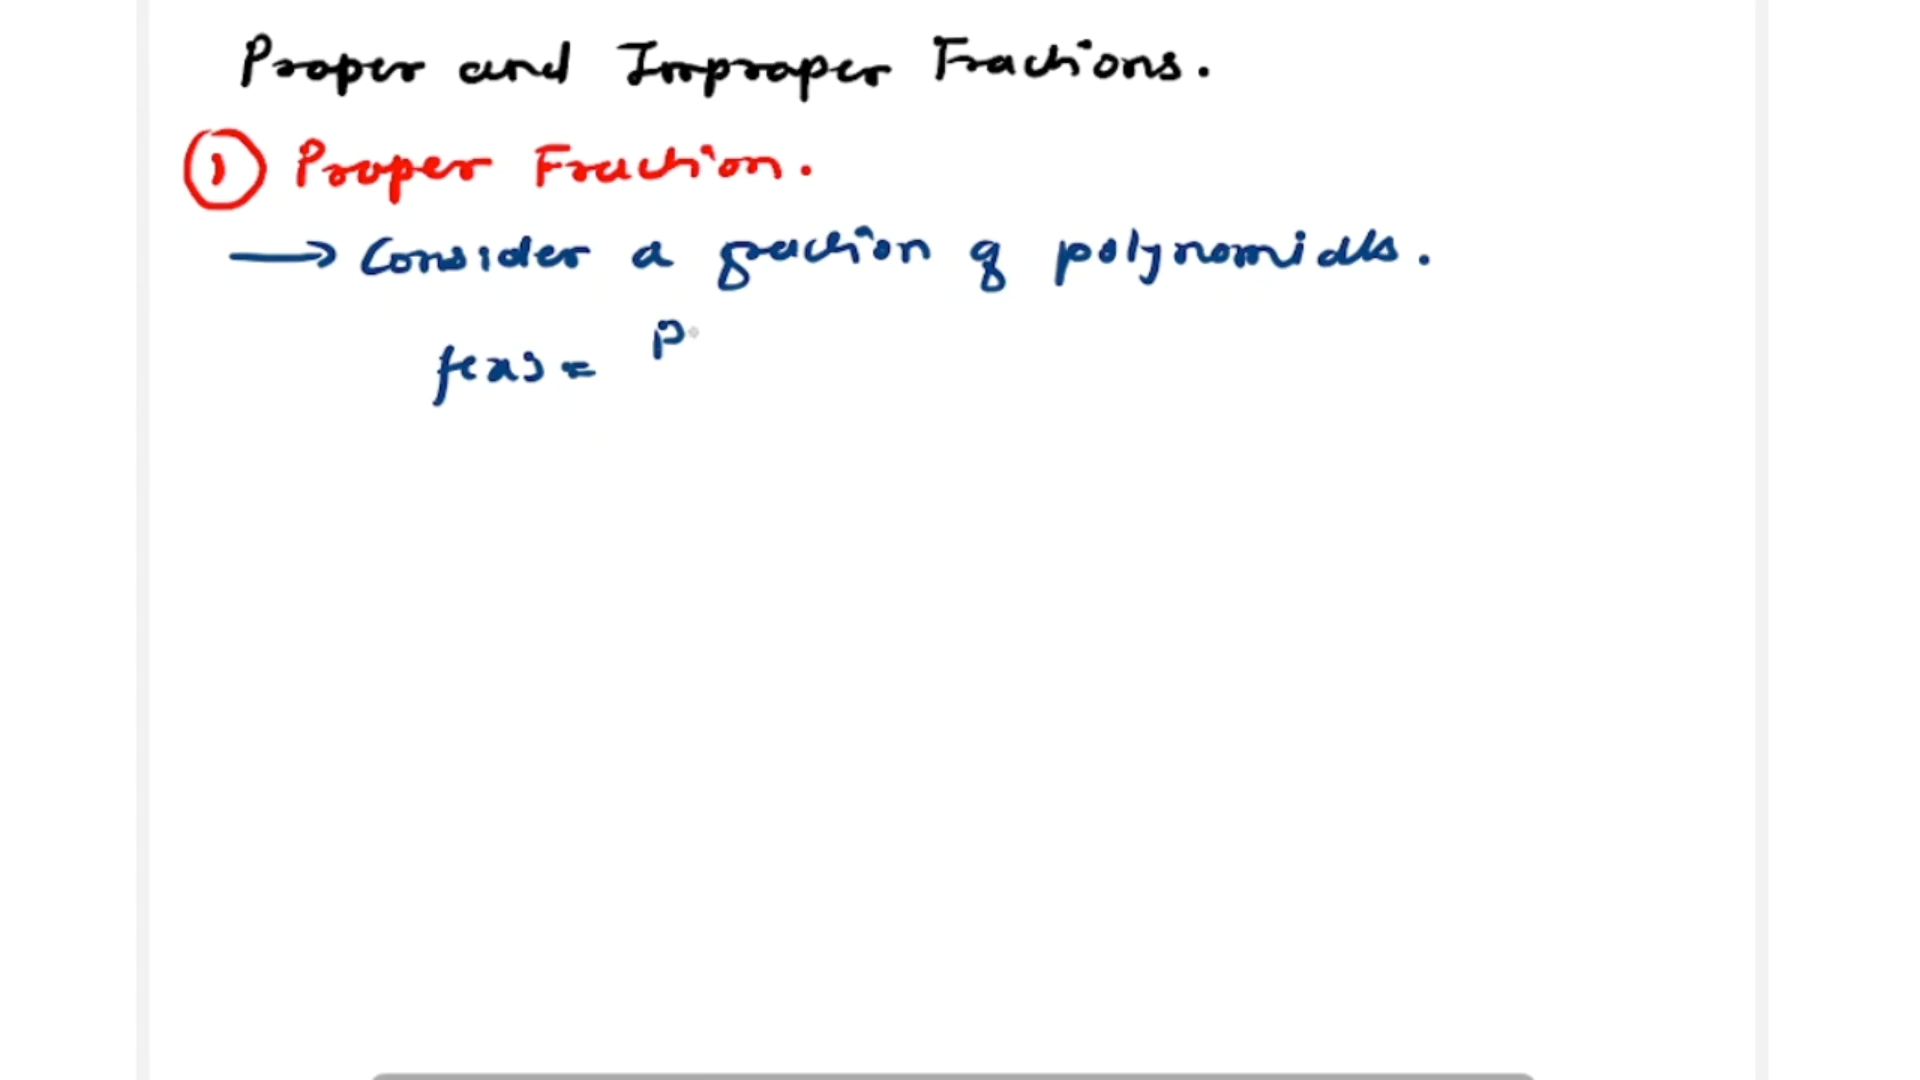 Proper and Improper Fractions.
① Proper Fraction.
→ Consider a fraction of polynomials.
f(x) = P